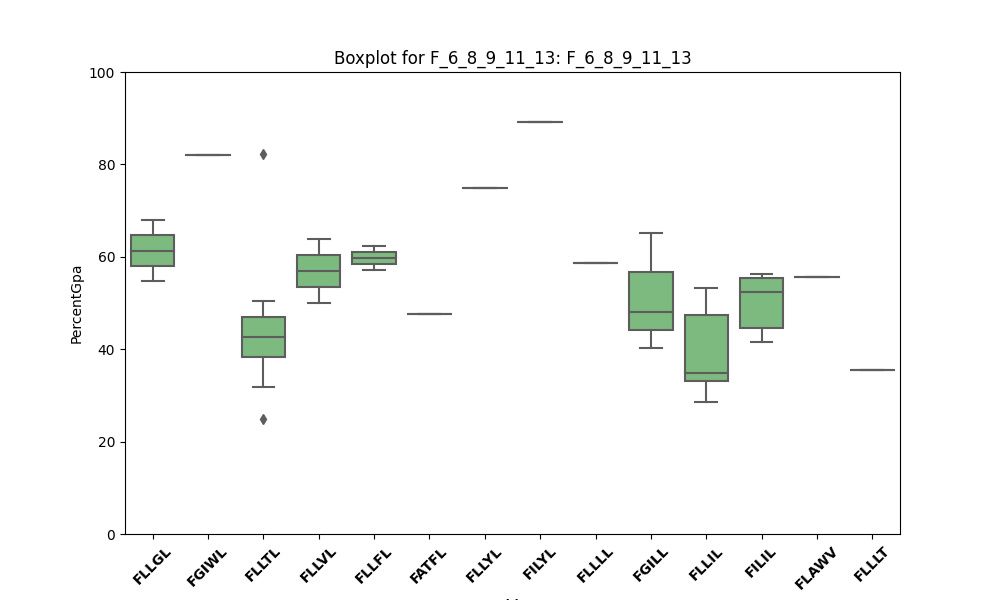 Boxplot for F_6_8_9_11_13: F_6_8_9_11_13
PercentGpa
100
80
60
40
20
0
FLLGL
FGIWL
FLLTL
FLLVL
FLLFL
FATFL
FLLYL
FILYL
FLLLL
FGILL
FLLIL
FILIL
FLAWV
FLLLT